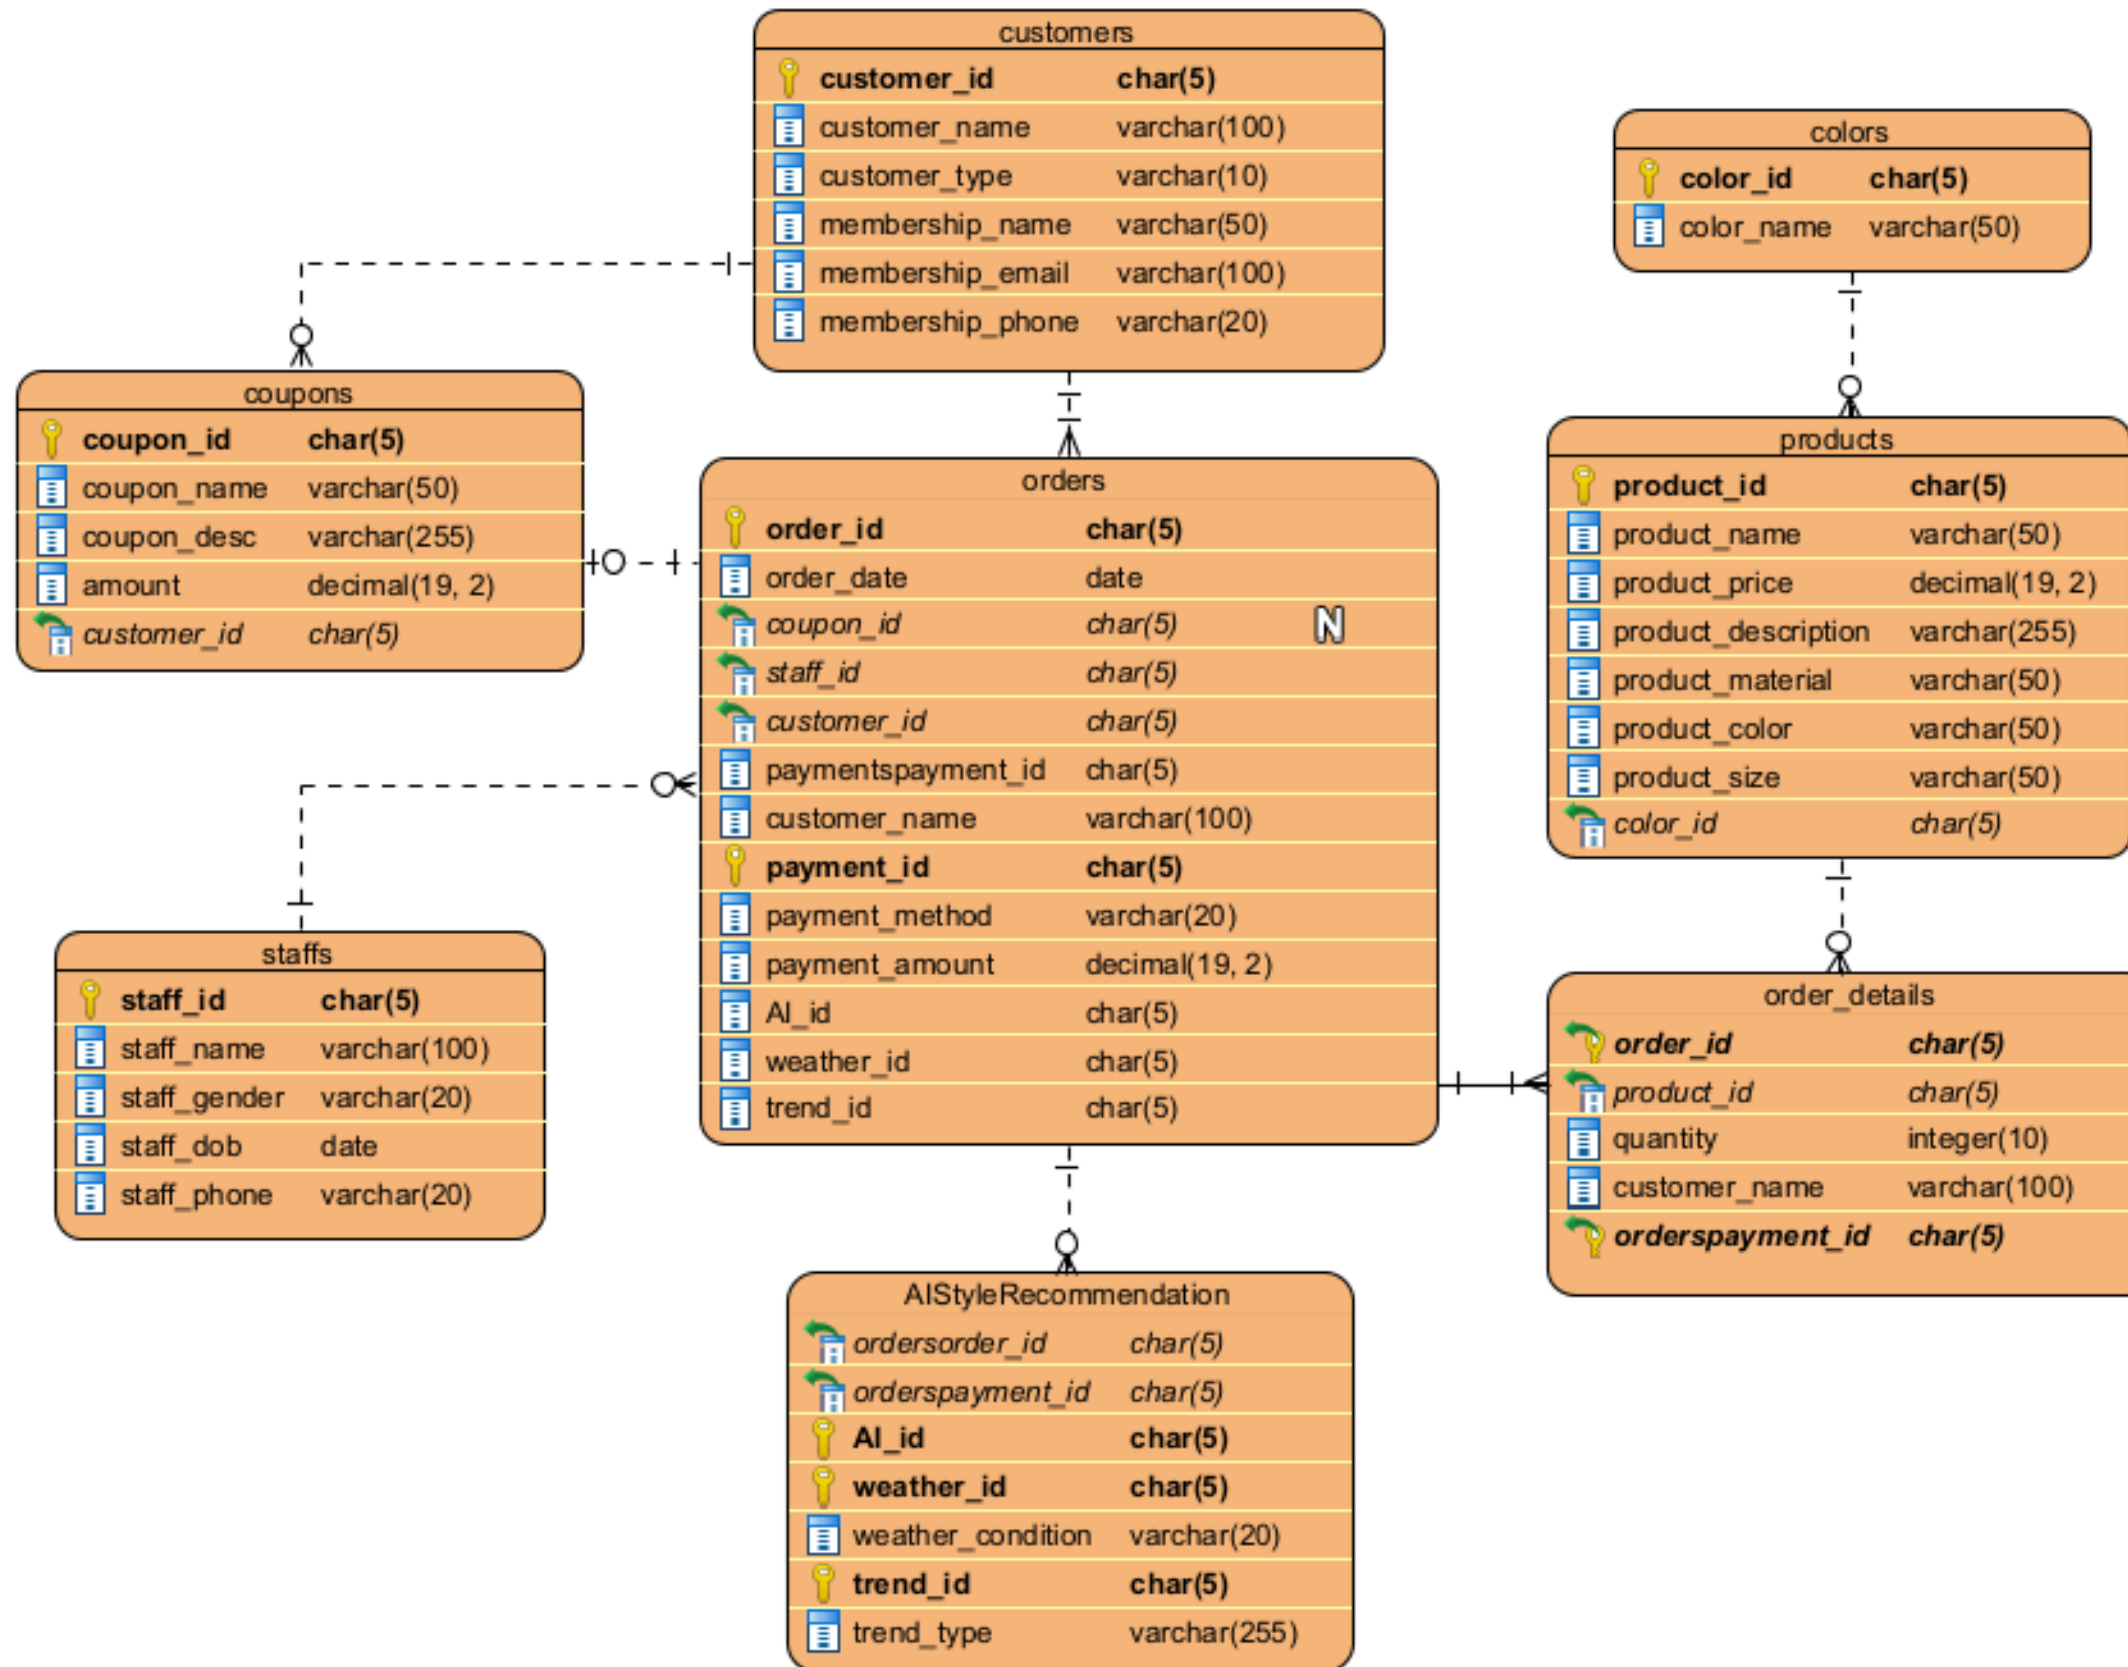 customers
customer_id char(5)
customer_name varchar(100)
customer_type varchar(10)
membership_name varchar(50)
membership_email varchar(100)
membership_phone varchar(20)
colors
color_id char(5)
color_name varchar(50)
coupons
coupon_id char(5)
coupon_name varchar(50)
coupon_desc varchar(255)
amount decimal(19, 2)
customer_id char(5)
orders
order_id char(5)
order_date date
coupon_id char(5) N
staff_id char(5)
customer_id char(5)
paymentspayment_id char(5)
customer_name varchar(100)
payment_id char(5)
payment_method varchar(20)
payment_amount decimal(19, 2)
AI_id char(5)
weather_id char(5)
trend_id char(5)
products
product_id char(5)
product_name varchar(50)
product_price decimal(19, 2)
product_description varchar(255)
product_material varchar(50)
product_color varchar(50)
product_size varchar(50)
color_id char(5)
staffs
staff_id char(5)
staff_name varchar(100)
staff_gender varchar(20)
staff_dob date
staff_phone varchar(20)
order_details
order_id char(5)
product_id char(5)
quantity integer(10)
customer_name varchar(100)
orderspayment_id char(5)
AIStyleRecommendation
ordersorder_id char(5)
orderspayment_id char(5)
AI_id char(5)
weather_id char(5)
weather_condition varchar(20)
trend_id char(5)
trend_type varchar(255)